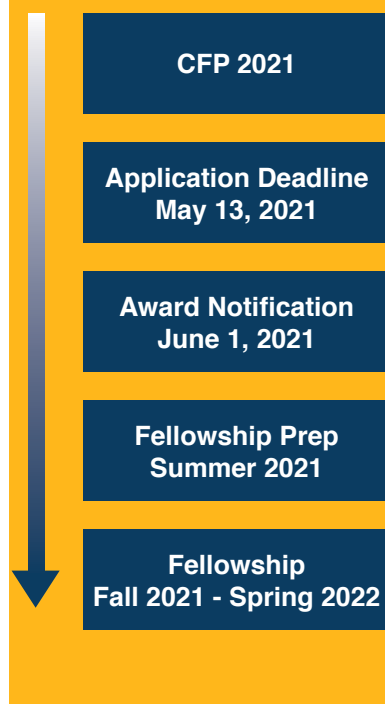 CFP 2021
Application Deadline
May 13, 2021
Award Notification
June 1, 2021
Fellowship Prep
Summer 2021
Fellowship
Fall 2021 - Spring 2022